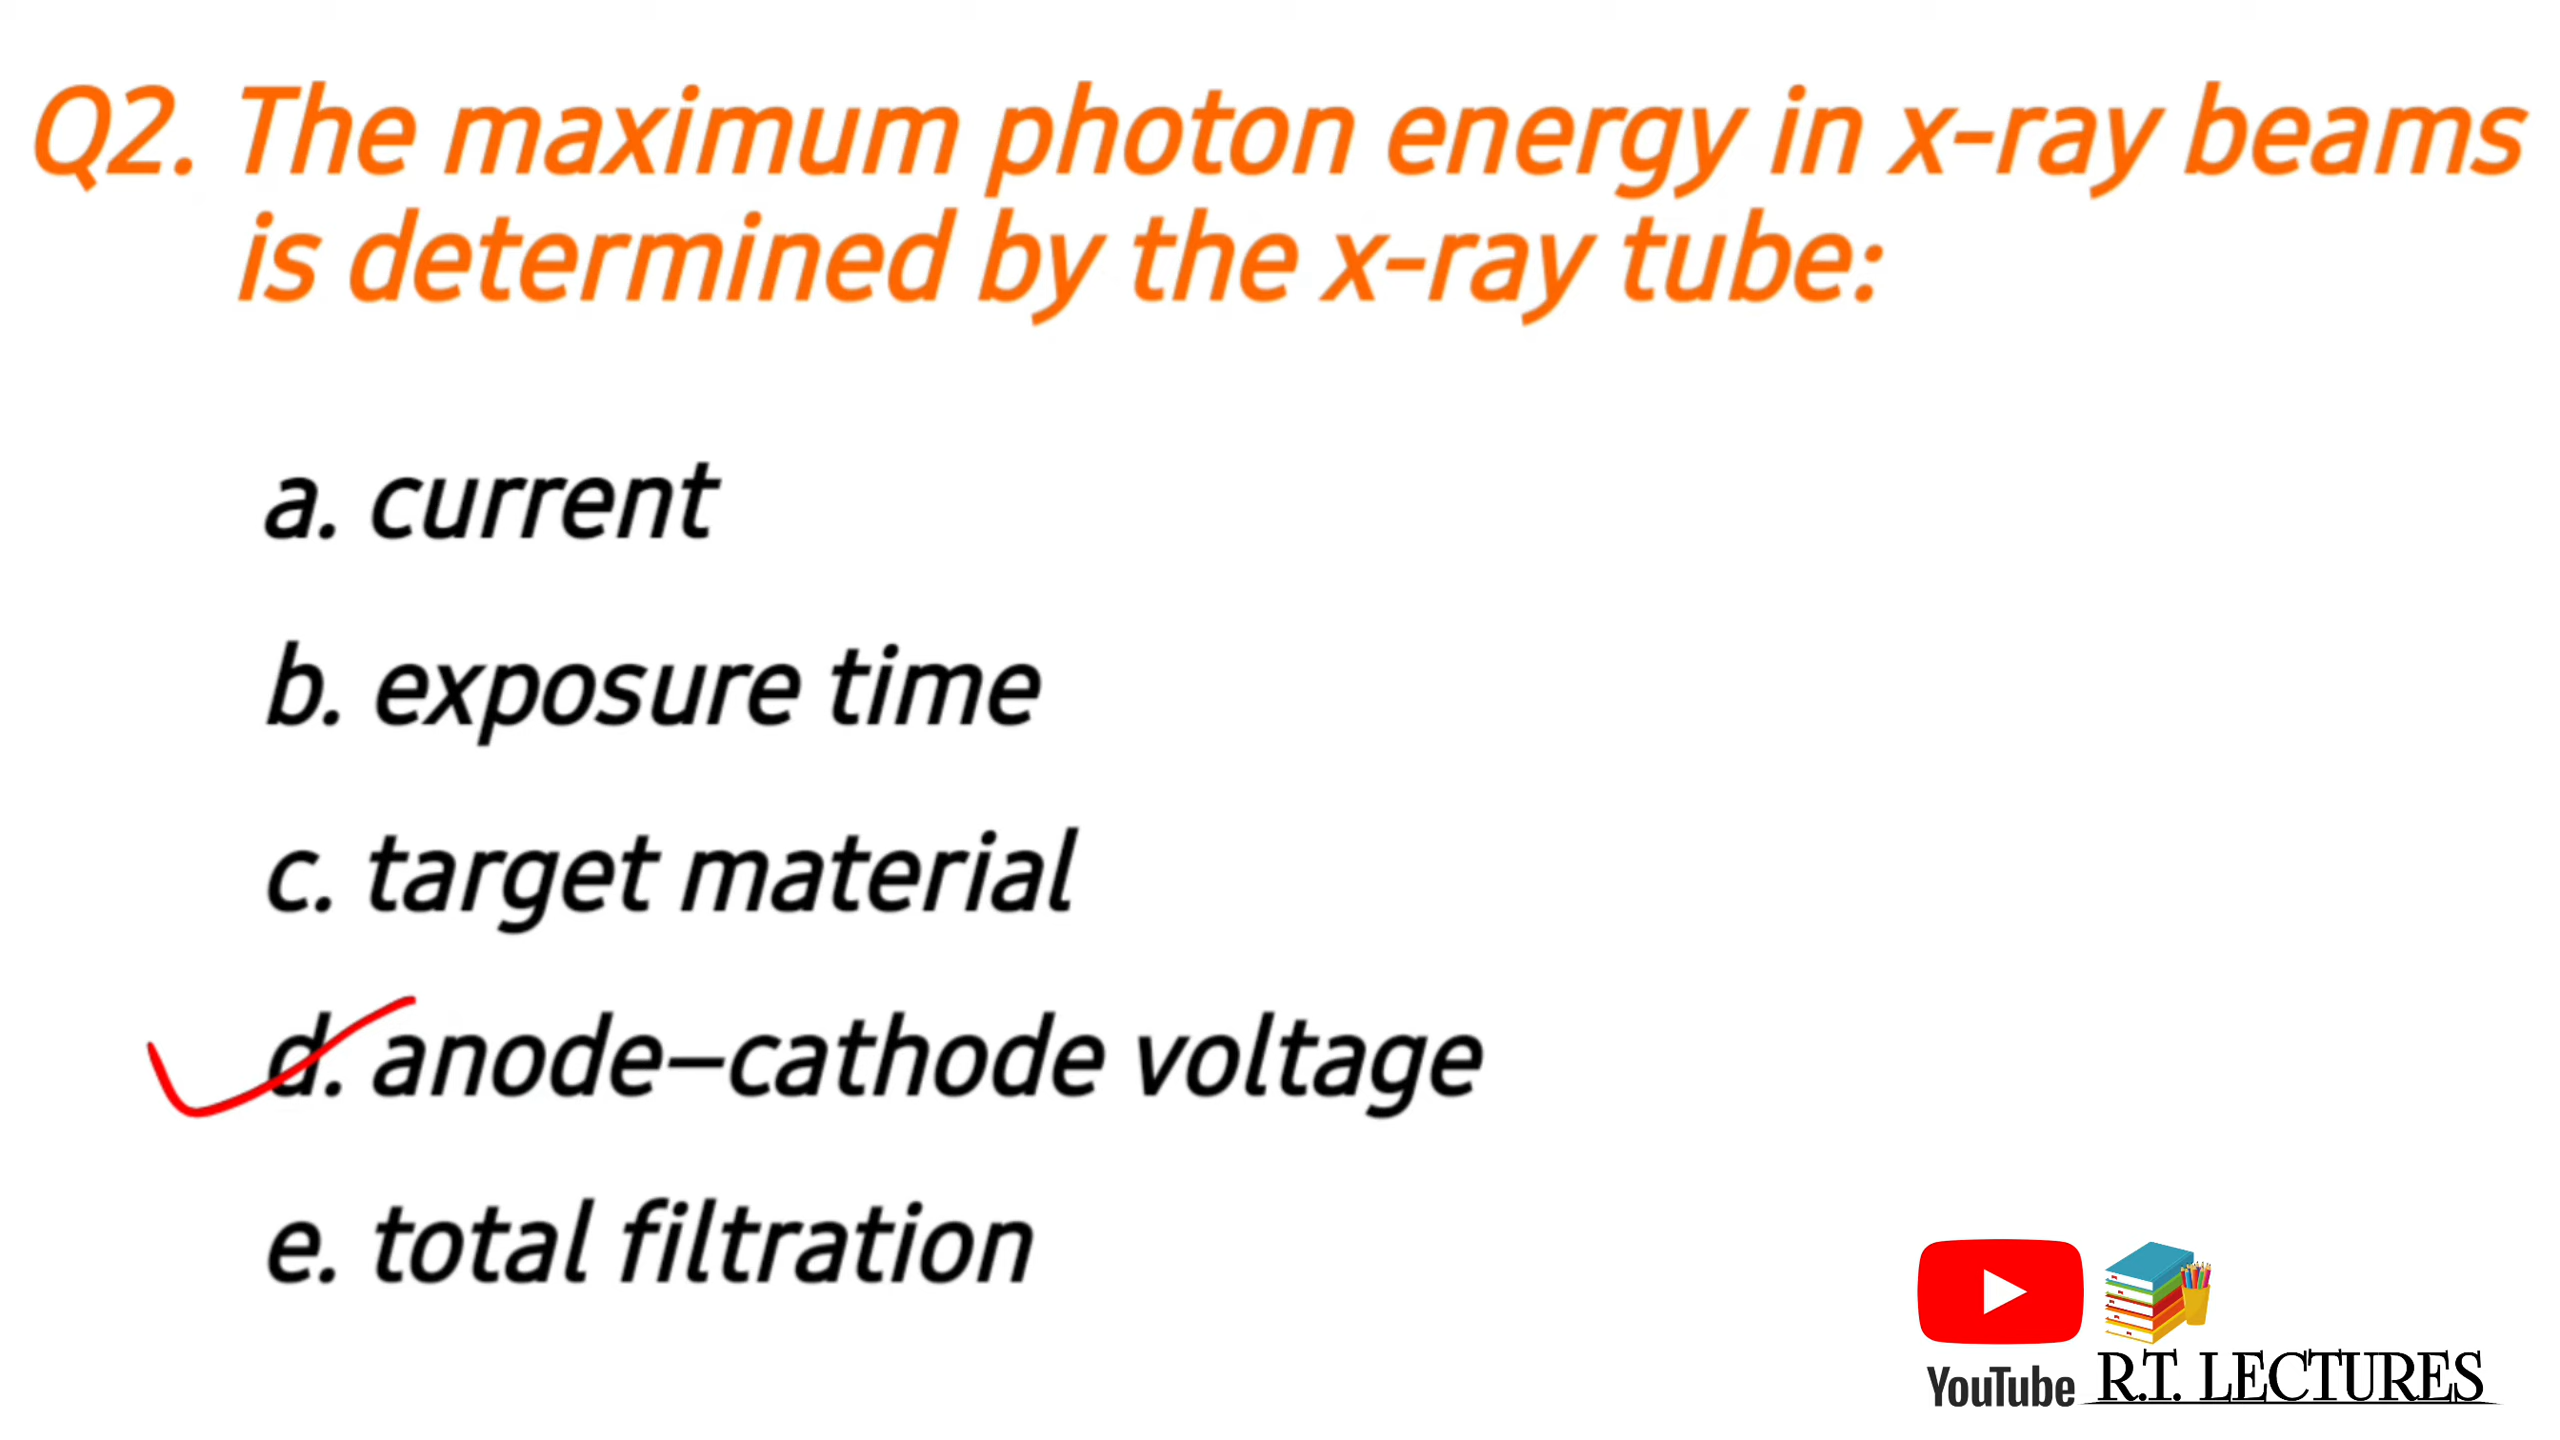 Q2. The maximum photon energy in x-ray beams
is determined by the x-ray tube:
a. current
b. exposure time
c. target material
d. anode–cathode voltage
e. total filtration
YouTube R.T. LECTURES